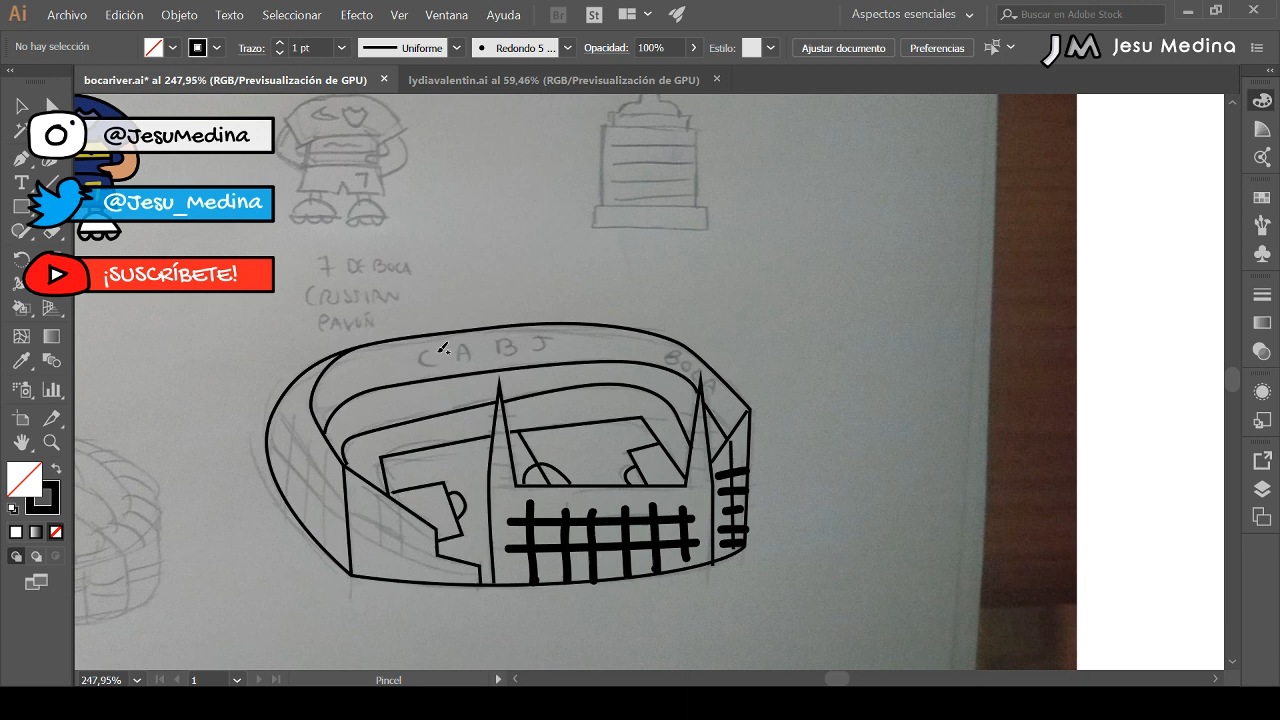 Ai Archivo Edición Objeto Texto Seleccionar Efecto Ver Ventana Ayuda Br St Aspectos esenciales Buscar en Adobe Stock
No hay selección Trazo: 1 pt Uniforme Redondo 5 ... Opacidad: 100% Estilo: Ajustar documento Preferencias JM Jesu Medina
bocariver.ai* al 247,95% (RGB/Previsualización de GPU) × lydiavalentin.ai al 59,46% (RGB/Previsualización de GPU) ×
@JesuMedina
7
@Jesu_Medina
¡SUSCRÍBETE!
7 DE BOCA
CRISTIAN
PAVÓN
C A B J
BOCA
247,95% 1 Pincel